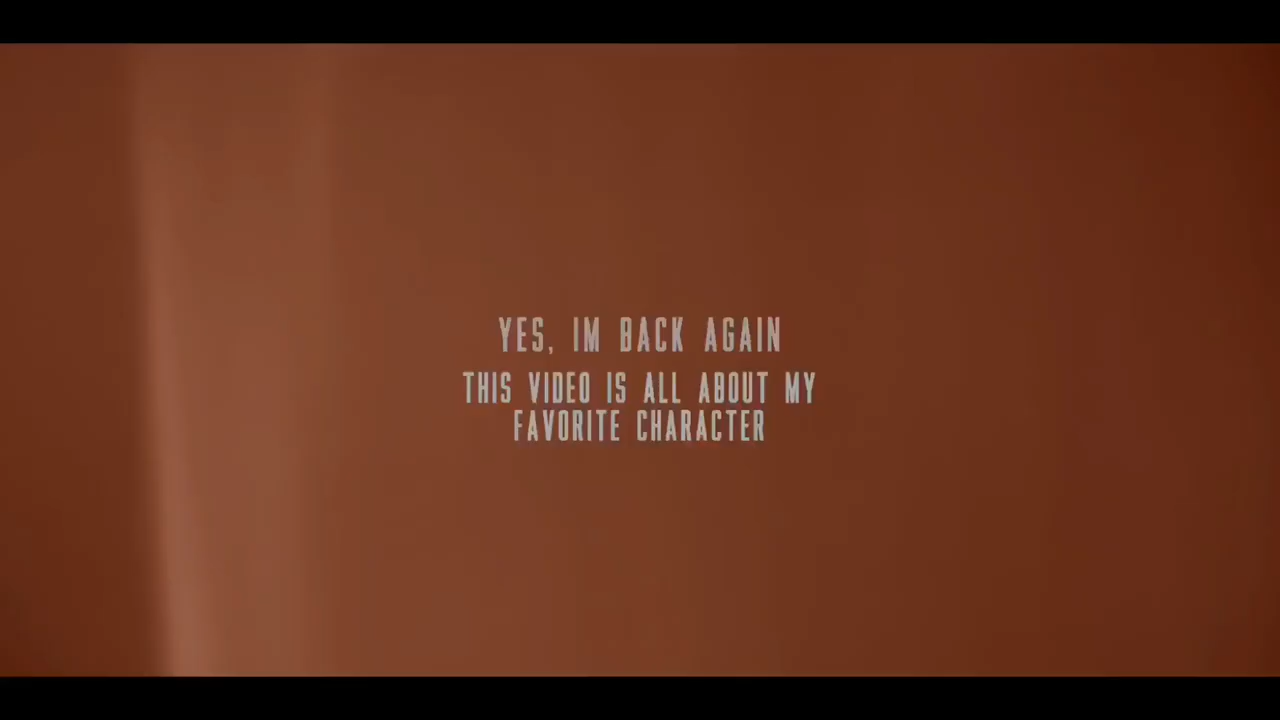 YES, IM BACK AGAIN
THIS VIDEO IS ALL ABOUT MY
FAVORITE CHARACTER